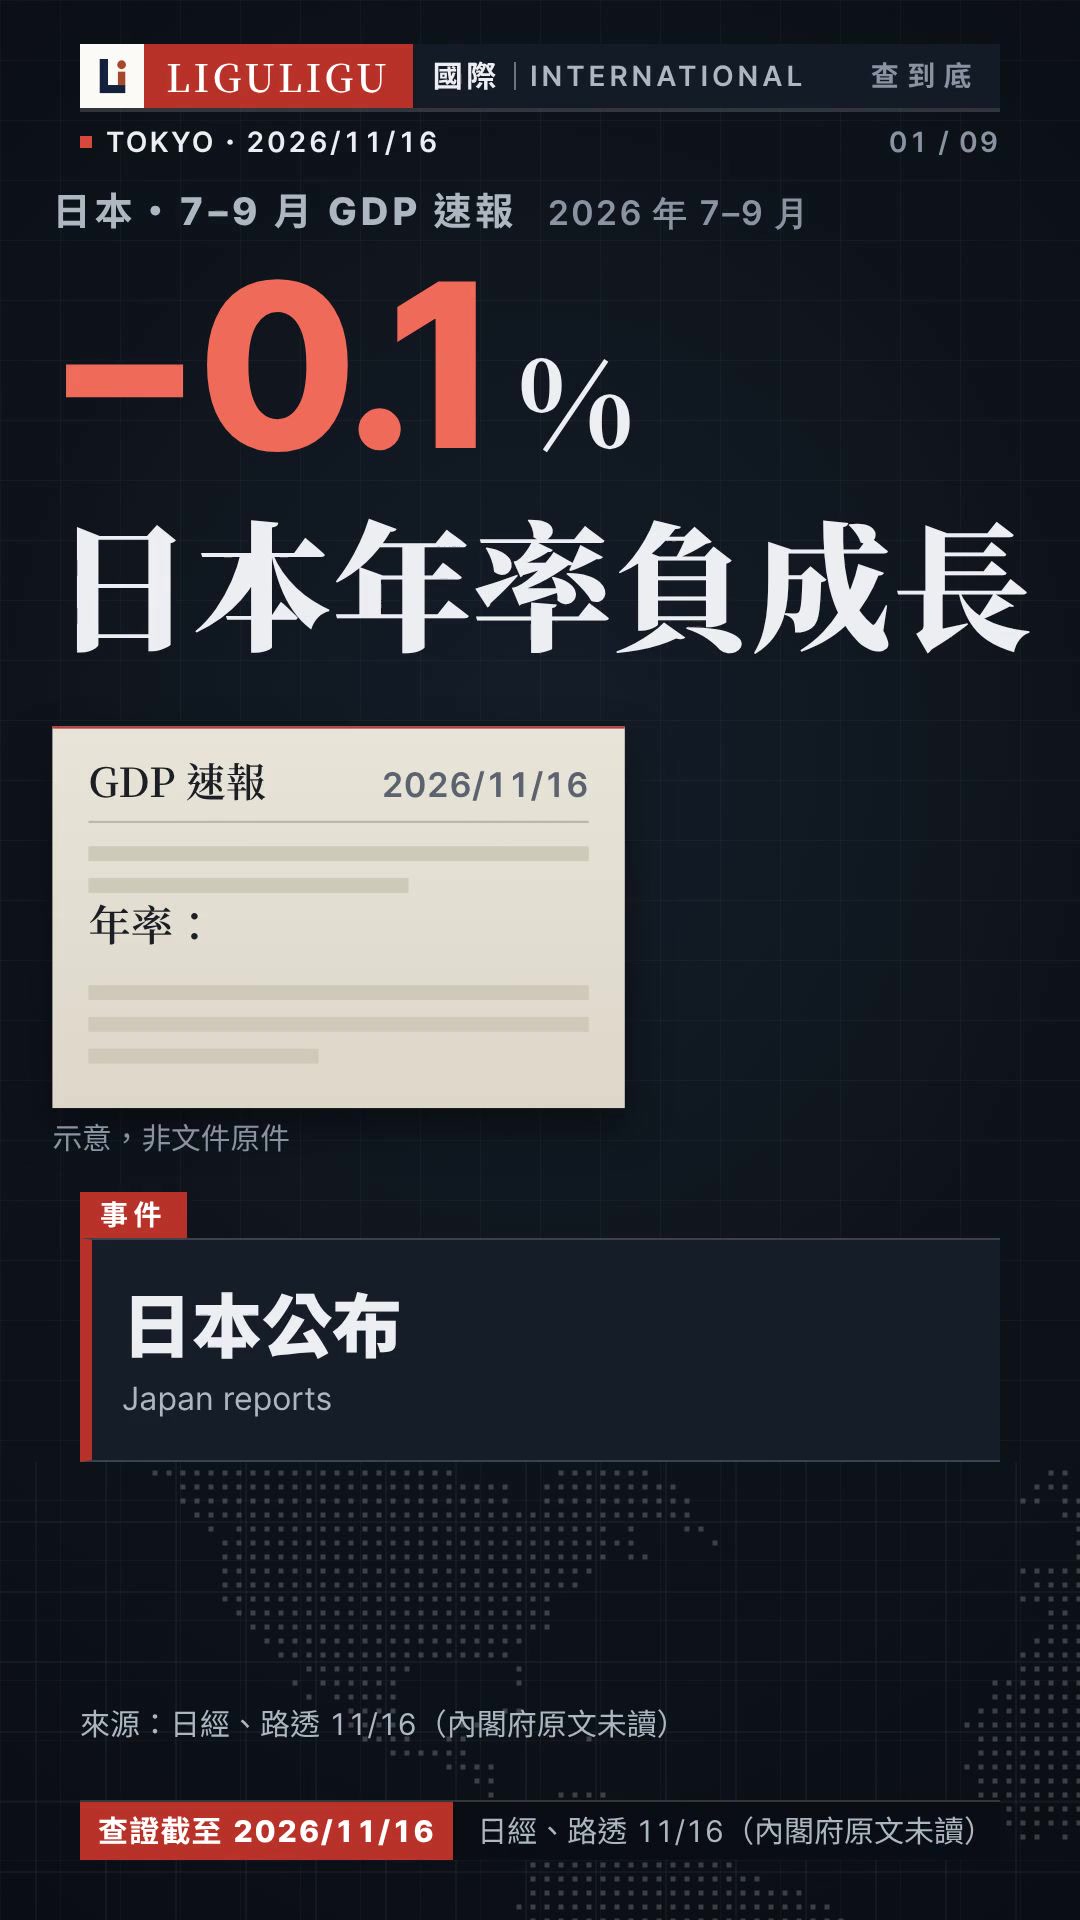 Li LIGULIGU 國際 INTERNATIONAL 查到底
TOKYO · 2026/11/16 01 / 09
日本・7–9 月 GDP 速報 2026 年 7–9 月
−0.1 %
日本年率負成長
GDP 速報 2026/11/16
年率：
示意，非文件原件
事件
日本公布
Japan reports
來源：日經、路透 11/16（內閣府原文未讀）
查證截至 2026/11/16 日經、路透 11/16（內閣府原文未讀）